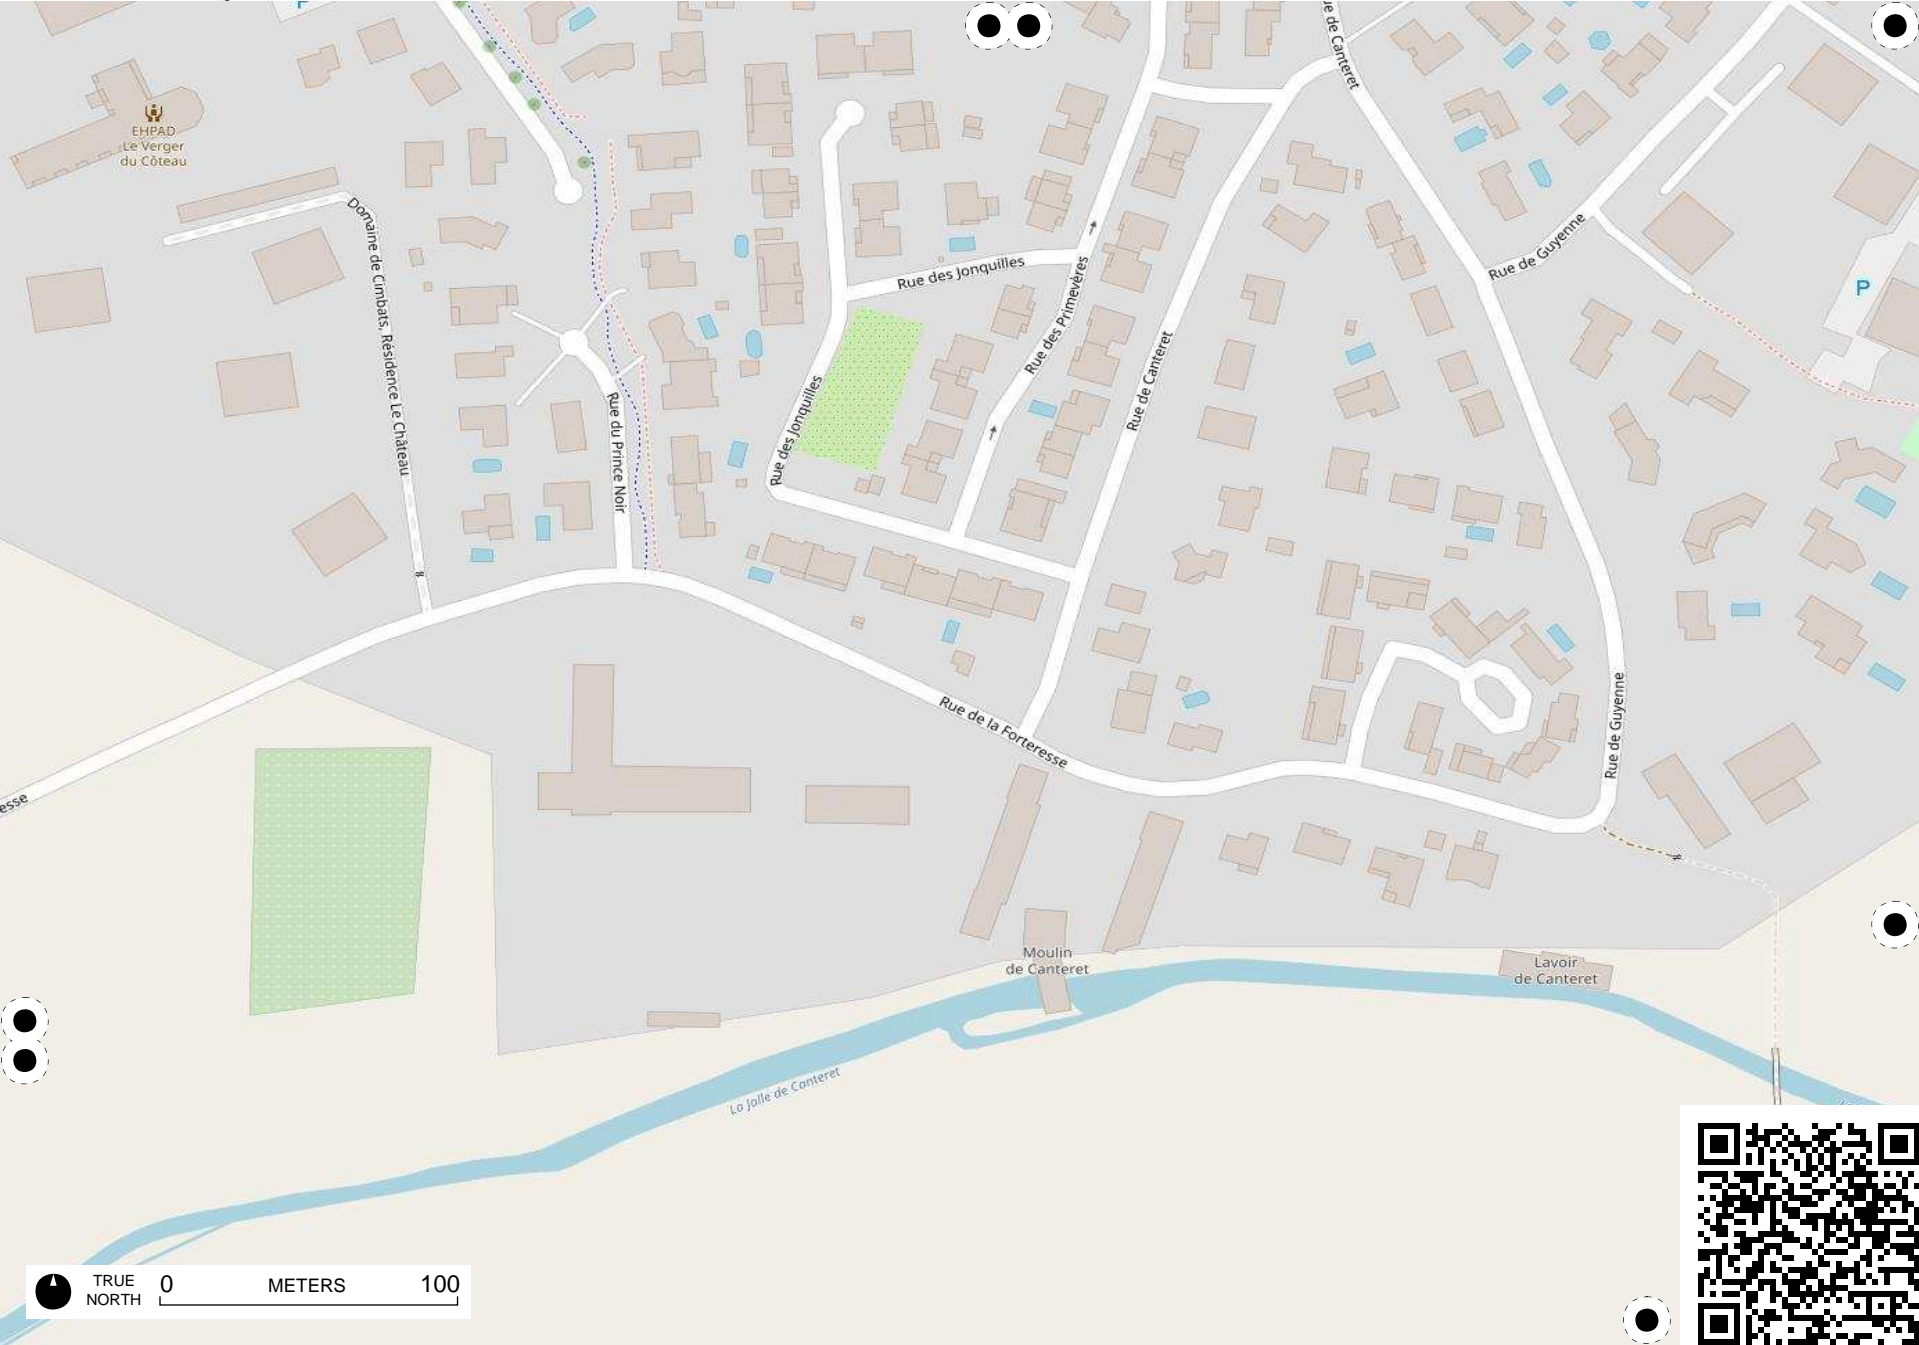 P
EHPAD
Le Verger
du Côteau
Domaine de Cimbats, Résidence Le Château
Rue du Prince Noir
Rue des Jonquilles
Rue des Jonquilles
Rue des Primevères
Rue de Canteret
ue de Canteret
Rue de Guyenne
P
Rue de la Forteresse
Rue de Guyenne
esse
Moulin
de Canteret
Lavoir
de Canteret
La Jalle de Canteret
TRUE
NORTH
0 METERS 100